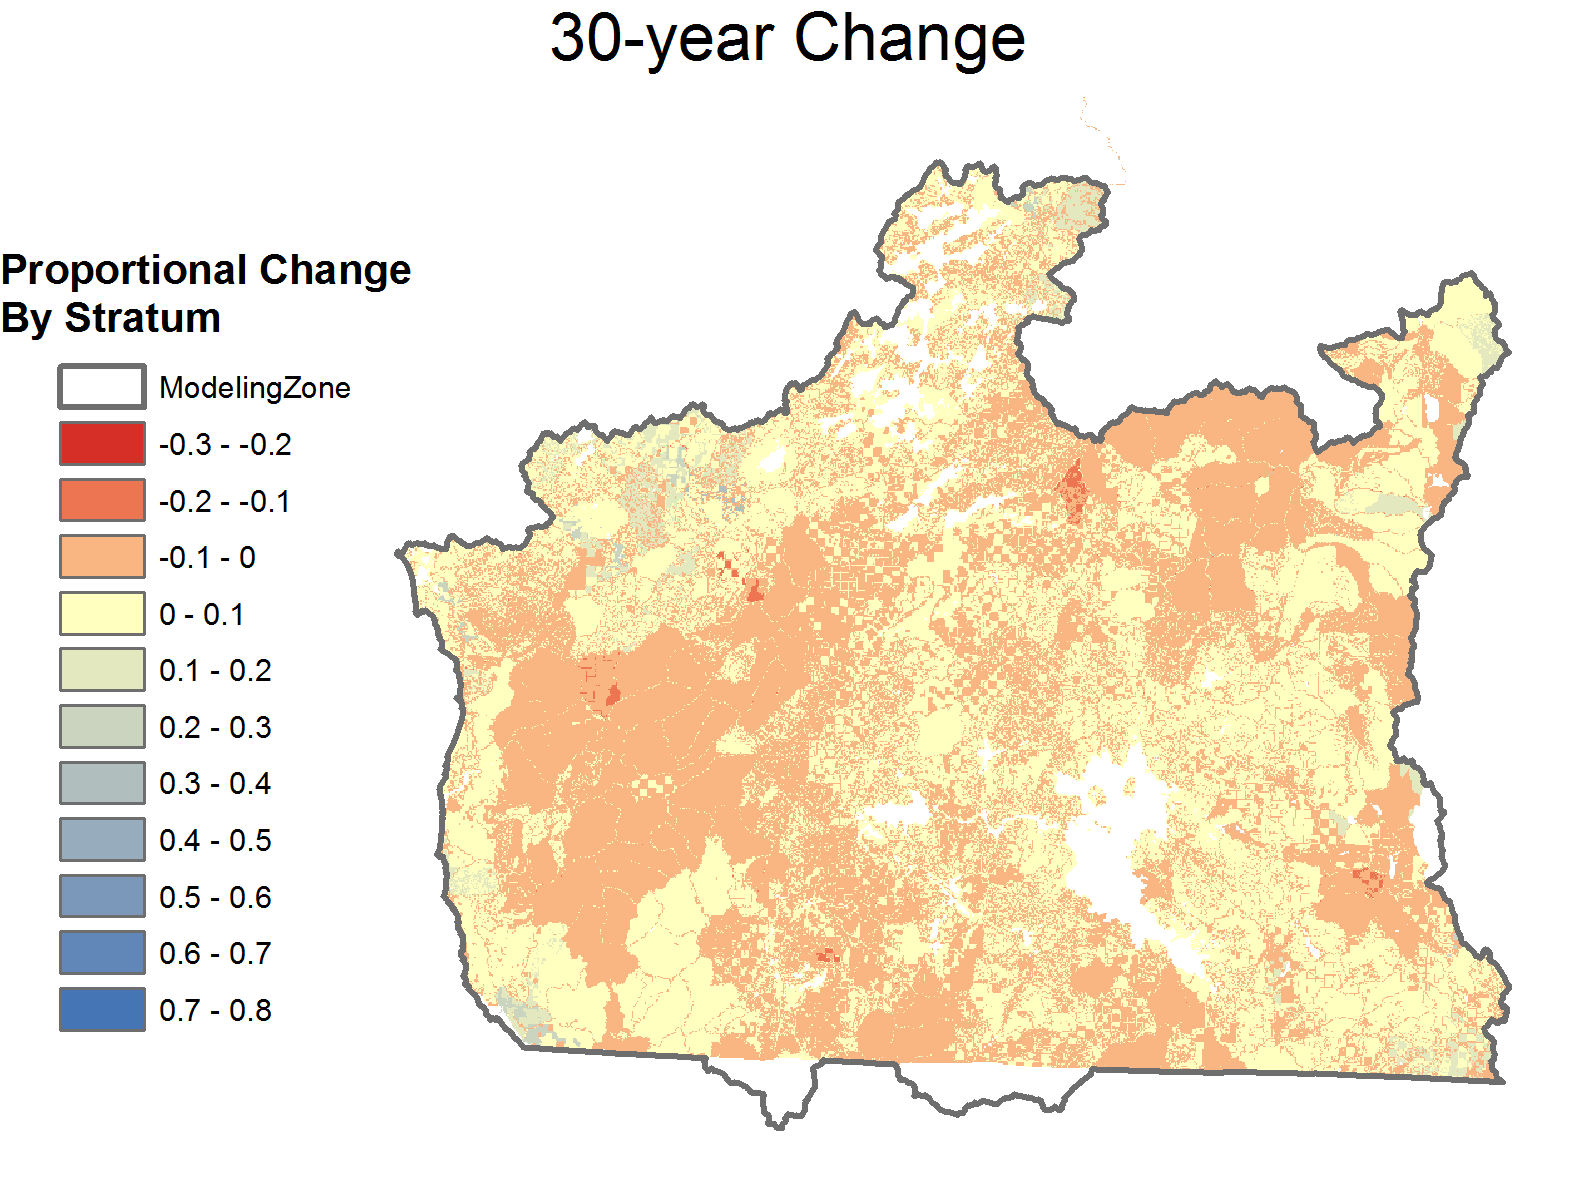 30-year Change
Proportional Change
By Stratum
ModelingZone
-0.3 - -0.2
-0.2 - -0.1
-0.1 - 0
0 - 0.1
0.1 - 0.2
0.2 - 0.3
0.3 - 0.4
0.4 - 0.5
0.5 - 0.6
0.6 - 0.7
0.7 - 0.8